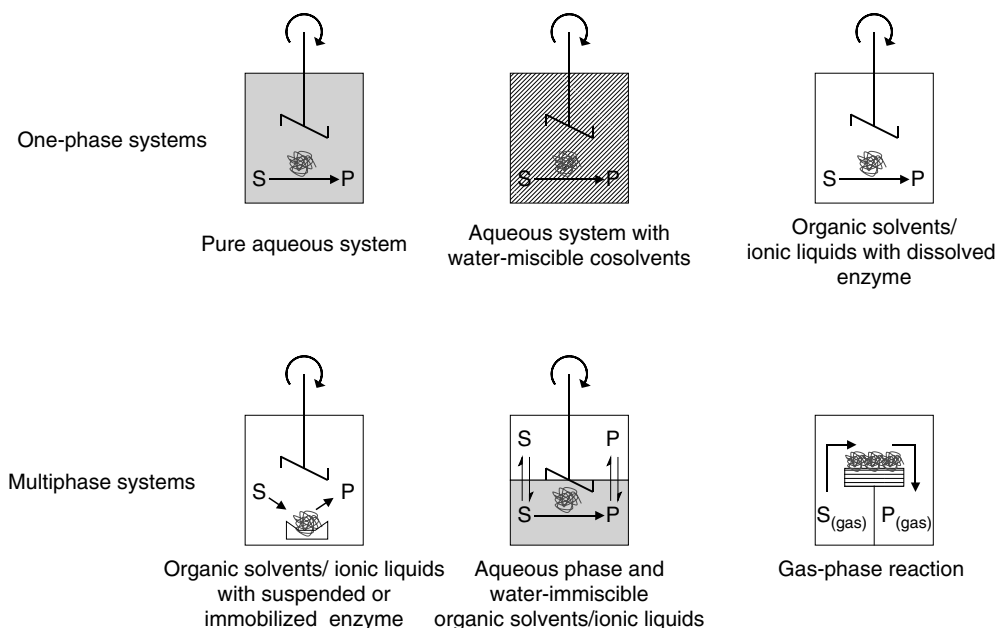 One-phase systems
S P
Pure aqueous system
S P
Aqueous system with
water-miscible cosolvents
S P
Organic solvents/
ionic liquids with dissolved
enzyme
Multiphase systems
S P
Organic solvents/ ionic liquids
with suspended or
immobilized enzyme
S P
S P
Aqueous phase and
water-immiscible
organic solvents/ionic liquids
S(gas) P(gas)
Gas-phase reaction